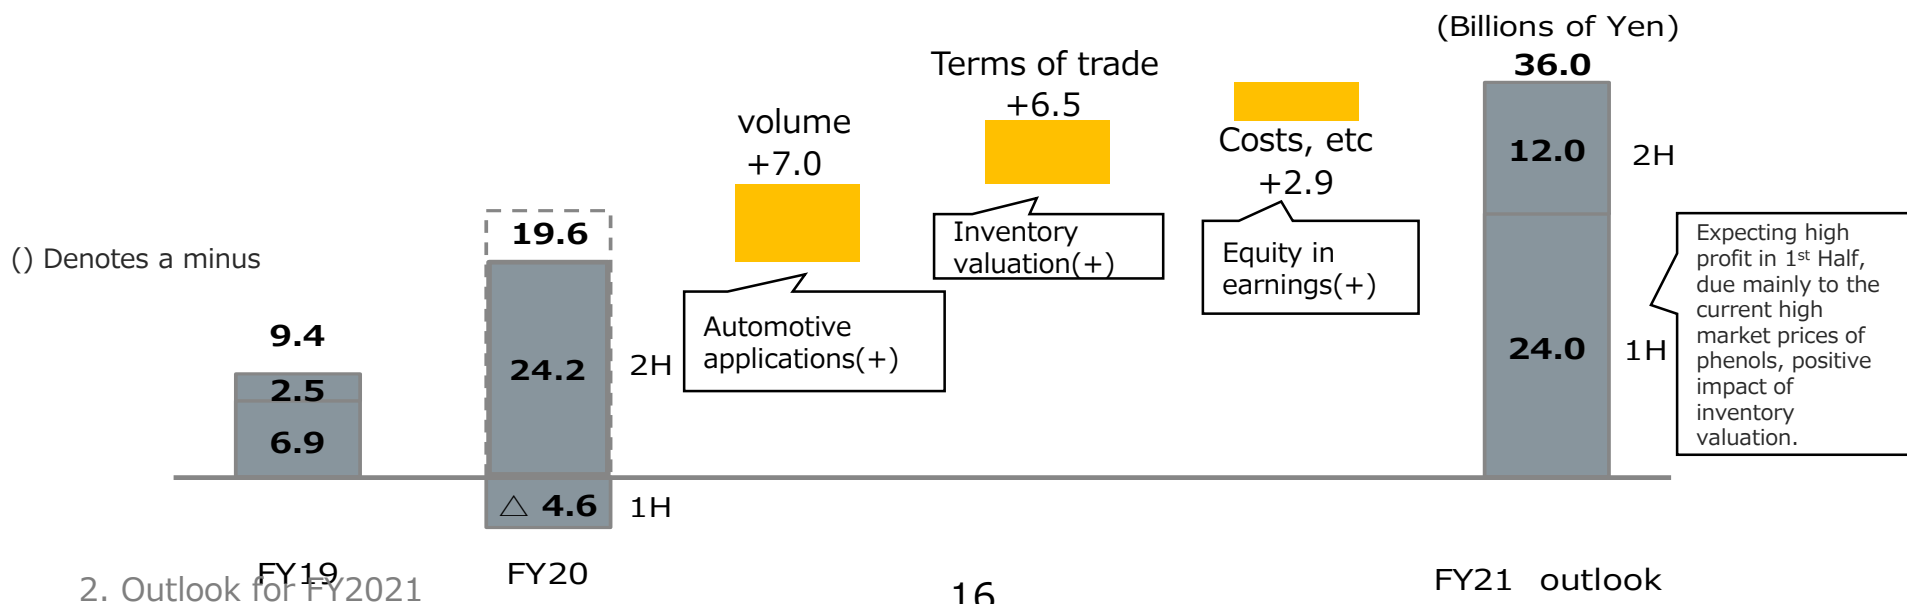 (Billions of Yen)
36.0
Terms of trade
+6.5
volume
+7.0
Costs, etc
+2.9
12.0
2H
19.6
() Denotes a minus
Inventory
valuation(+)
Equity in
earnings(+)
Expecting high
profit in 1st Half,
due mainly to the
current high
market prices of
phenols, positive
impact of
inventory
valuation.
Automotive
applications(+)
9.4
2.5
6.9
24.2
2H
24.0
1H
△ 4.6
1H
FY19
FY20
FY21 outlook
2. Outlook for FY2021
16